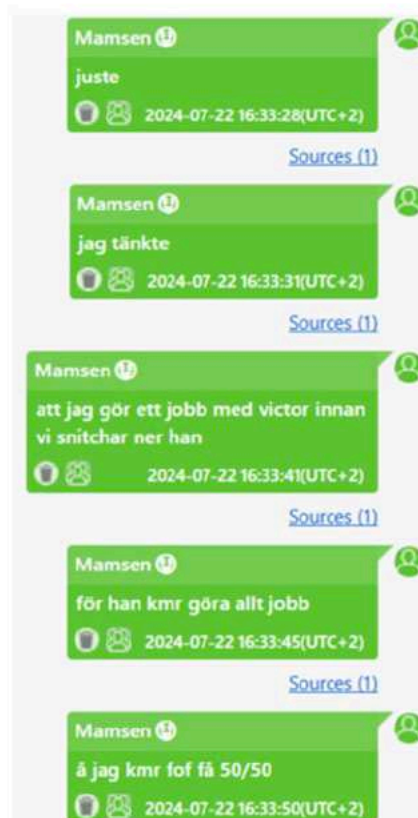 Mamsen
juste
2024-07-22 16:33:28(UTC+2)
Sources (1)
Mamsen
jag tänkte
2024-07-22 16:33:31(UTC+2)
Sources (1)
Mamsen
att jag gör ett jobb med victor innan
vi snitchar ner han
2024-07-22 16:33:41(UTC+2)
Sources (1)
Mamsen
för han kmr göra allt jobb
2024-07-22 16:33:45(UTC+2)
Sources (1)
Mamsen
å jag kmr fof få 50/50
2024-07-22 16:33:50(UTC+2)